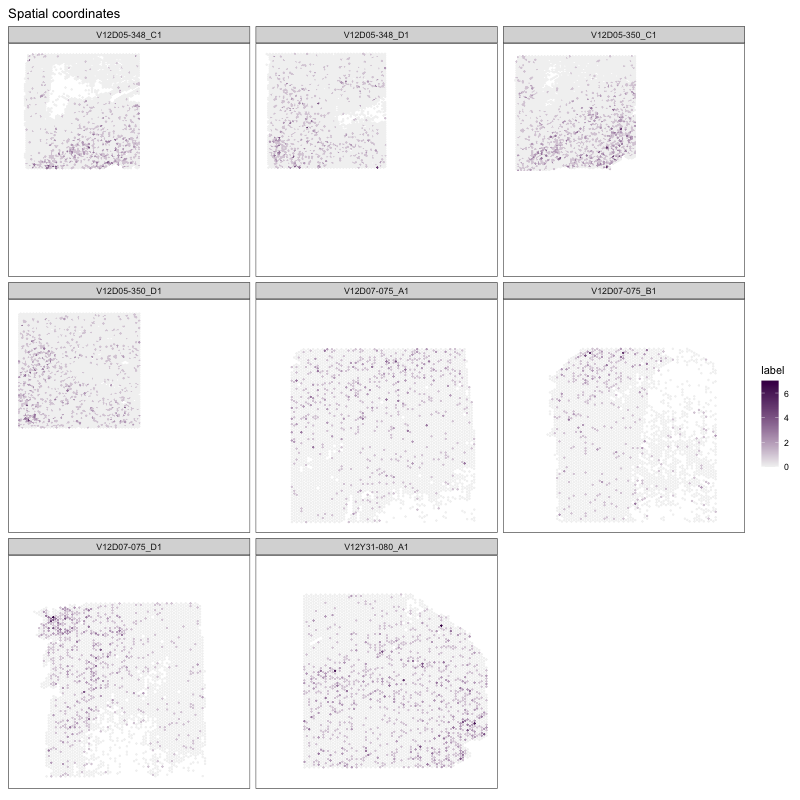 Spatial coordinates
V12D05-348_C1
V12D05-348_D1
V12D05-350_C1
V12D05-350_D1
V12D07-075_A1
V12D07-075_B1
label
6
4
2
0
V12D07-075_D1
V12Y31-080_A1